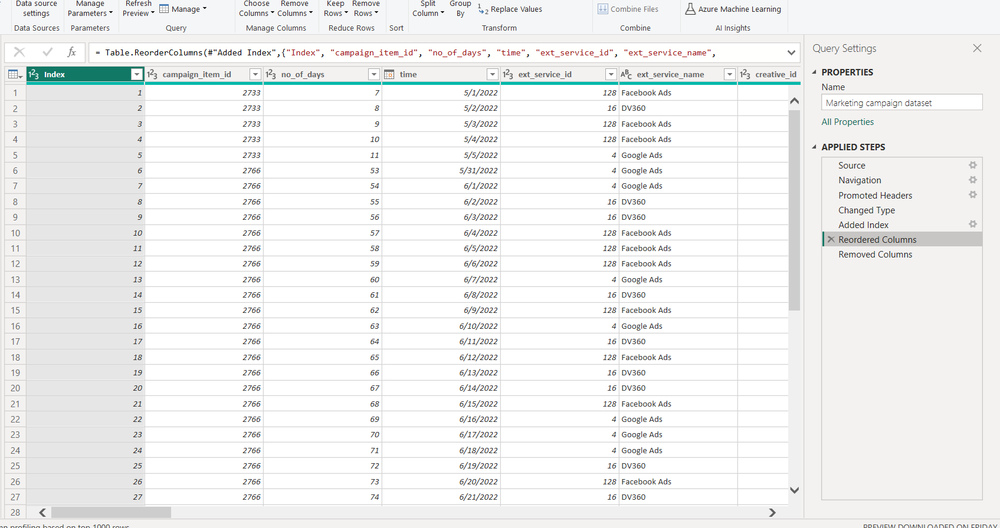 Data source settings
Manage Parameters
Refresh Preview
Manage
Choose Columns
Remove Columns
Keep Rows
Remove Rows
Split Column
Group By
Replace Values
Combine Files
Azure Machine Learning
Data Sources
Parameters
Query
Manage Columns
Reduce Rows
Sort
Transform
Combine
AI Insights
fx = Table.ReorderColumns(#"Added Index",{"Index", "campaign_item_id", "no_of_days", "time", "ext_service_id", "ext_service_name",
Index campaign_item_id no_of_days time ext_service_id ext_service_name creative_id
1 1 2733 7 5/1/2022 128 Facebook Ads
2 2 2733 8 5/2/2022 16 DV360
3 3 2733 9 5/3/2022 128 Facebook Ads
4 4 2733 10 5/4/2022 128 Facebook Ads
5 5 2733 11 5/5/2022 4 Google Ads
6 6 2766 53 5/31/2022 4 Google Ads
7 7 2766 54 6/1/2022 4 Google Ads
8 8 2766 55 6/2/2022 16 DV360
9 9 2766 56 6/3/2022 16 DV360
10 10 2766 57 6/4/2022 128 Facebook Ads
11 11 2766 58 6/5/2022 128 Facebook Ads
12 12 2766 59 6/6/2022 128 Facebook Ads
13 13 2766 60 6/7/2022 4 Google Ads
14 14 2766 61 6/8/2022 16 DV360
15 15 2766 62 6/9/2022 128 Facebook Ads
16 16 2766 63 6/10/2022 4 Google Ads
17 17 2766 64 6/11/2022 16 DV360
18 18 2766 65 6/12/2022 128 Facebook Ads
19 19 2766 66 6/13/2022 16 DV360
20 20 2766 67 6/14/2022 16 DV360
21 21 2766 68 6/15/2022 128 Facebook Ads
22 22 2766 69 6/16/2022 4 Google Ads
23 23 2766 70 6/17/2022 4 Google Ads
24 24 2766 71 6/18/2022 4 Google Ads
25 25 2766 72 6/19/2022 16 DV360
26 26 2766 73 6/20/2022 128 Facebook Ads
27 27 2766 74 6/21/2022 16 DV360
28
Query Settings
PROPERTIES
Name
Marketing campaign dataset
All Properties
APPLIED STEPS
Source
Navigation
Promoted Headers
Changed Type
Added Index
Reordered Columns
Removed Columns
profiling based on top 1000 rows
PREVIEW DOWNLOADED ON FRIDAY